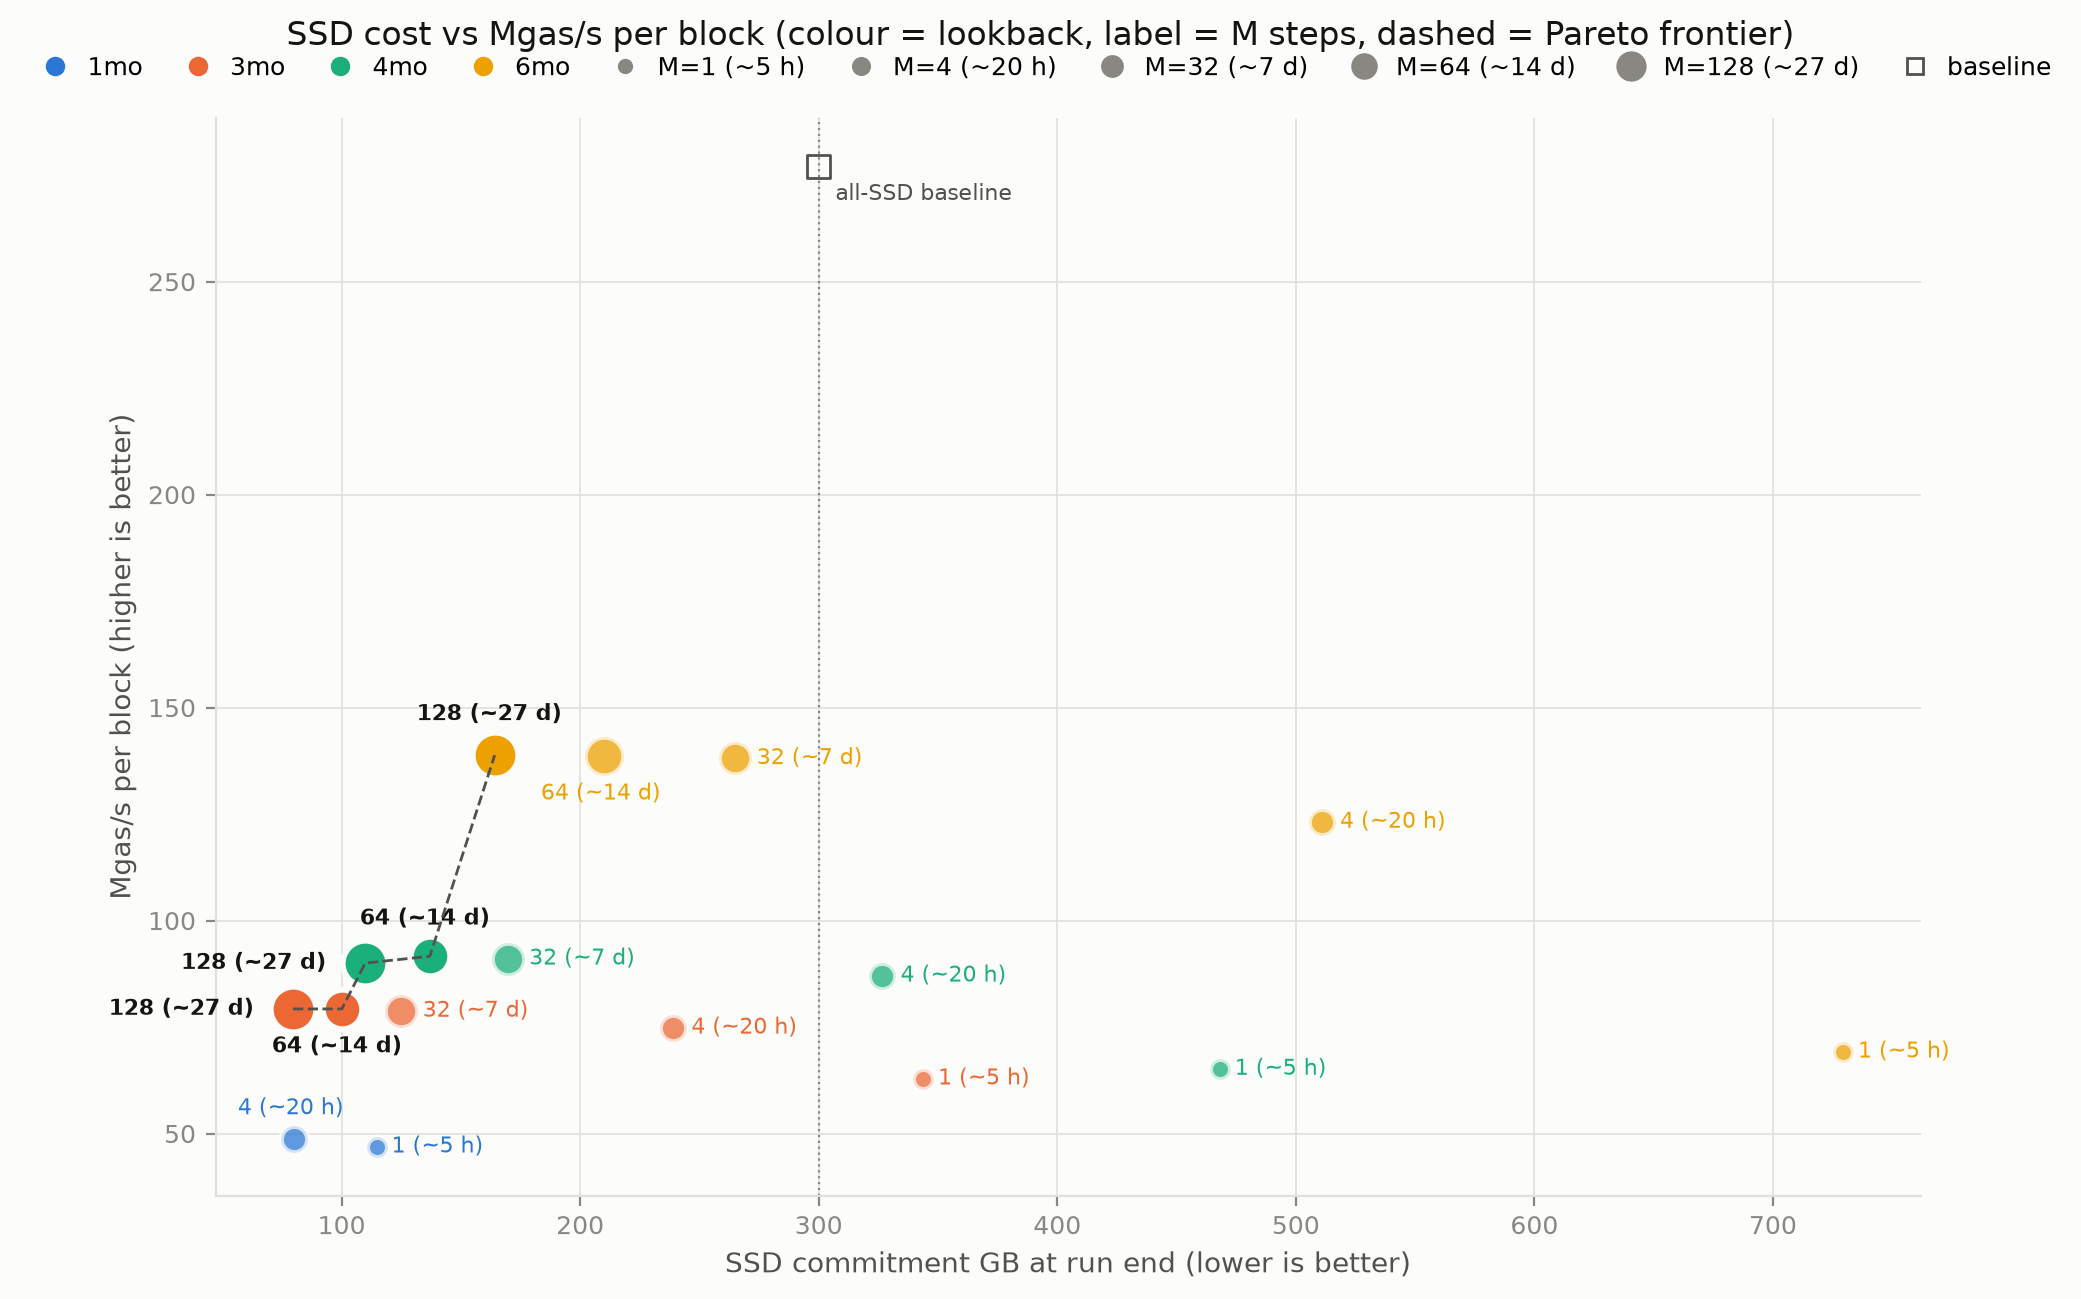 SSD cost vs Mgas/s per block (colour = lookback, label = M steps, dashed = Pareto frontier)
1mo 3mo 4mo 6mo M=1 (~5 h) M=4 (~20 h) M=32 (~7 d) M=64 (~14 d) M=128 (~27 d) baseline
all-SSD baseline
250
200
150
100
50
Mgas/s per block (higher is better)
128 (~27 d)
32 (~7 d)
64 (~14 d)
4 (~20 h)
64 (~14 d)
128 (~27 d)
32 (~7 d)
4 (~20 h)
128 (~27 d)
32 (~7 d)
4 (~20 h)
64 (~14 d)
1 (~5 h)
1 (~5 h)
1 (~5 h)
4 (~20 h)
1 (~5 h)
100 200 300 400 500 600 700
SSD commitment GB at run end (lower is better)